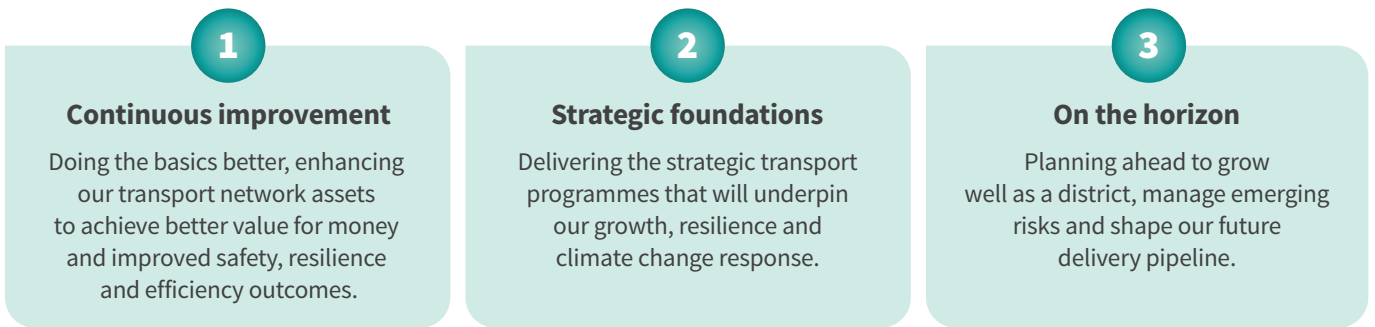 1
Continuous improvement
Doing the basics better, enhancing
our transport network assets
to achieve better value for money
and improved safety, resilience
and efficiency outcomes.
2
Strategic foundations
Delivering the strategic transport
programmes that will underpin
our growth, resilience and
climate change response.
3
On the horizon
Planning ahead to grow
well as a district, manage emerging
risks and shape our future
delivery pipeline.